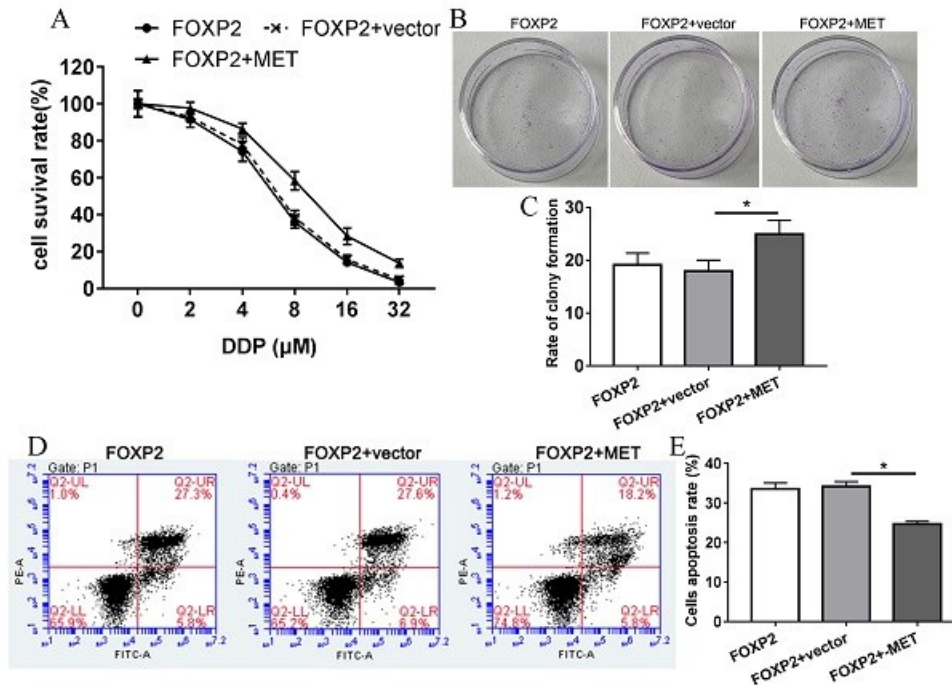 A
FOXP2
FOXP2+vector
FOXP2+MET
cell suvival rate(%)
120
100
80
60
40
20
0
0 2 4 8 16 32
DDP (µM)
B
FOXP2 FOXP2+vector FOXP2+MET
C
Rate of clony formation
30
20
10
0
*
FOXP2
FOXP2+vector
FOXP2+MET
D
FOXP2
Gate: P1
Q2-UL
1.0%
Q2-UR
27.3%
Q2-LL
65.9%
Q2-LR
5.8%
PE-A
FITC-A
FOXP2+vector
Gate: P1
Q2-UL
0.4%
Q2-UR
27.6%
Q2-LL
65.2%
Q2-LR
6.9%
PE-A
FITC-A
FOXP2+MET
Gate: P1
Q2-UL
1.2%
Q2-UR
18.2%
Q2-LL
74.8%
Q2-LR
5.8%
PE-A
FITC-A
E
Cells apoptosis rate (%)
40
30
20
10
0
*
FOXP2
FOXP2+vector
FOXP2+-MET